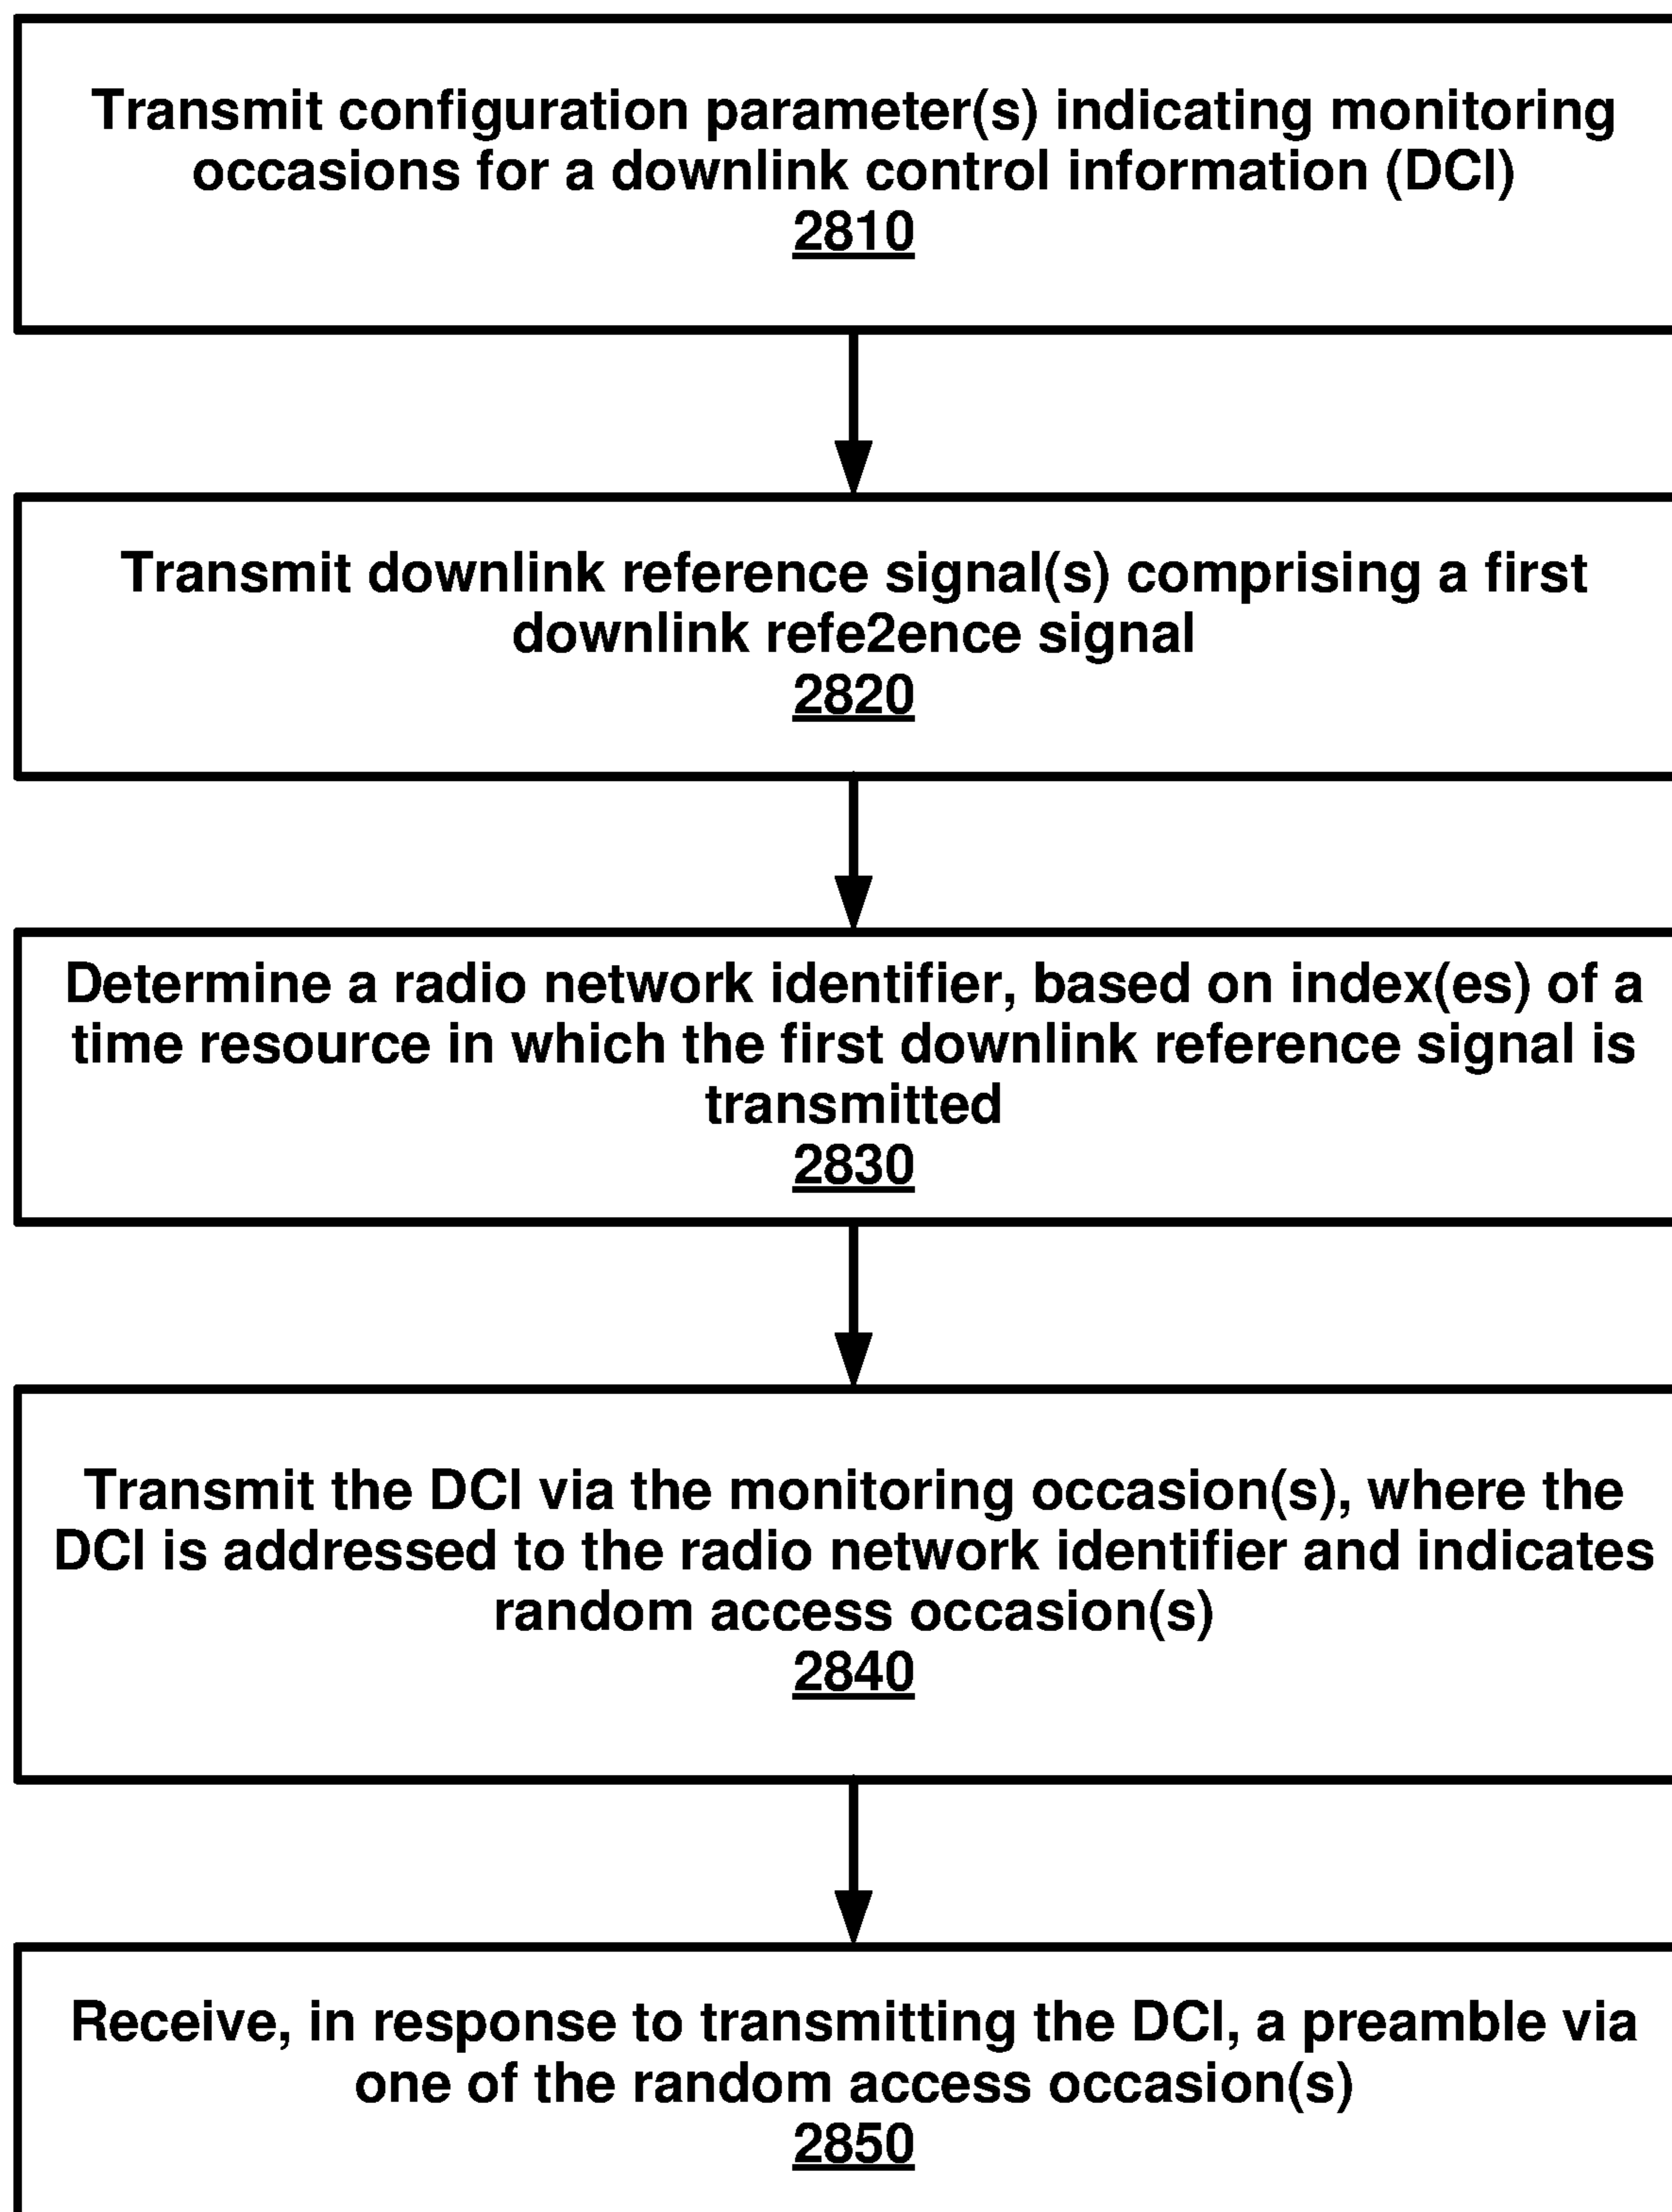 Transmit configuration parameter(s) indicating monitoring
occasions for a downlink control information (DCI)
2810
Transmit downlink reference signal(s) comprising a first
downlink refe2ence signal
2820
Determine a radio network identifier, based on index(es) of a
time resource in which the first downlink reference signal is
transmitted
2830
Transmit the DCI via the monitoring occasion(s), where the
DCI is addressed to the radio network identifier and indicates
random access occasion(s)
2840
Receive, in response to transmitting the DCI, a preamble via
one of the random access occasion(s)
2850